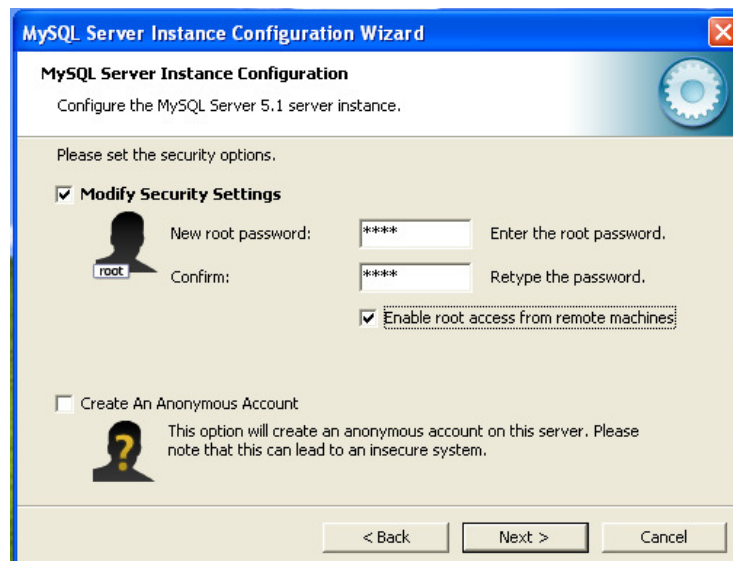 MySQL Server Instance Configuration Wizard
MySQL Server Instance Configuration
Configure the MySQL Server 5.1 server instance.
Please set the security options.
Modify Security Settings
root
New root password: **** Enter the root password.
Confirm: **** Retype the password.
Enable root access from remote machines
Create An Anonymous Account
This option will create an anonymous account on this server. Please
note that this can lead to an insecure system.
< Back Next > Cancel